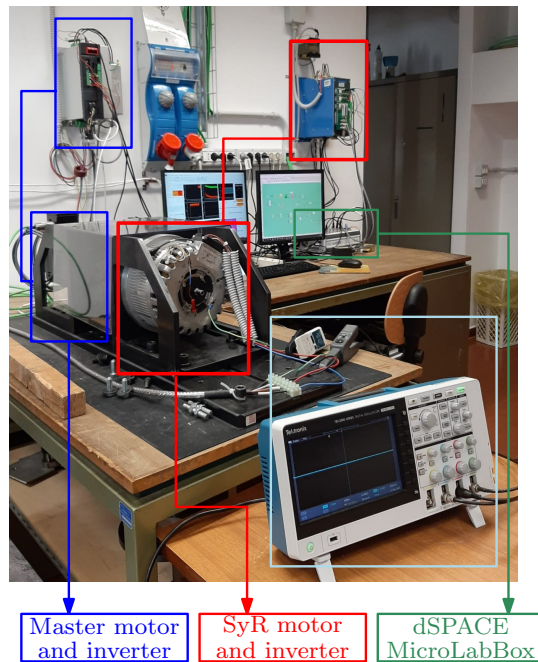 Tektronix
Master motor
and inverter
SyR motor
and inverter
dSPACE
MicroLabBox